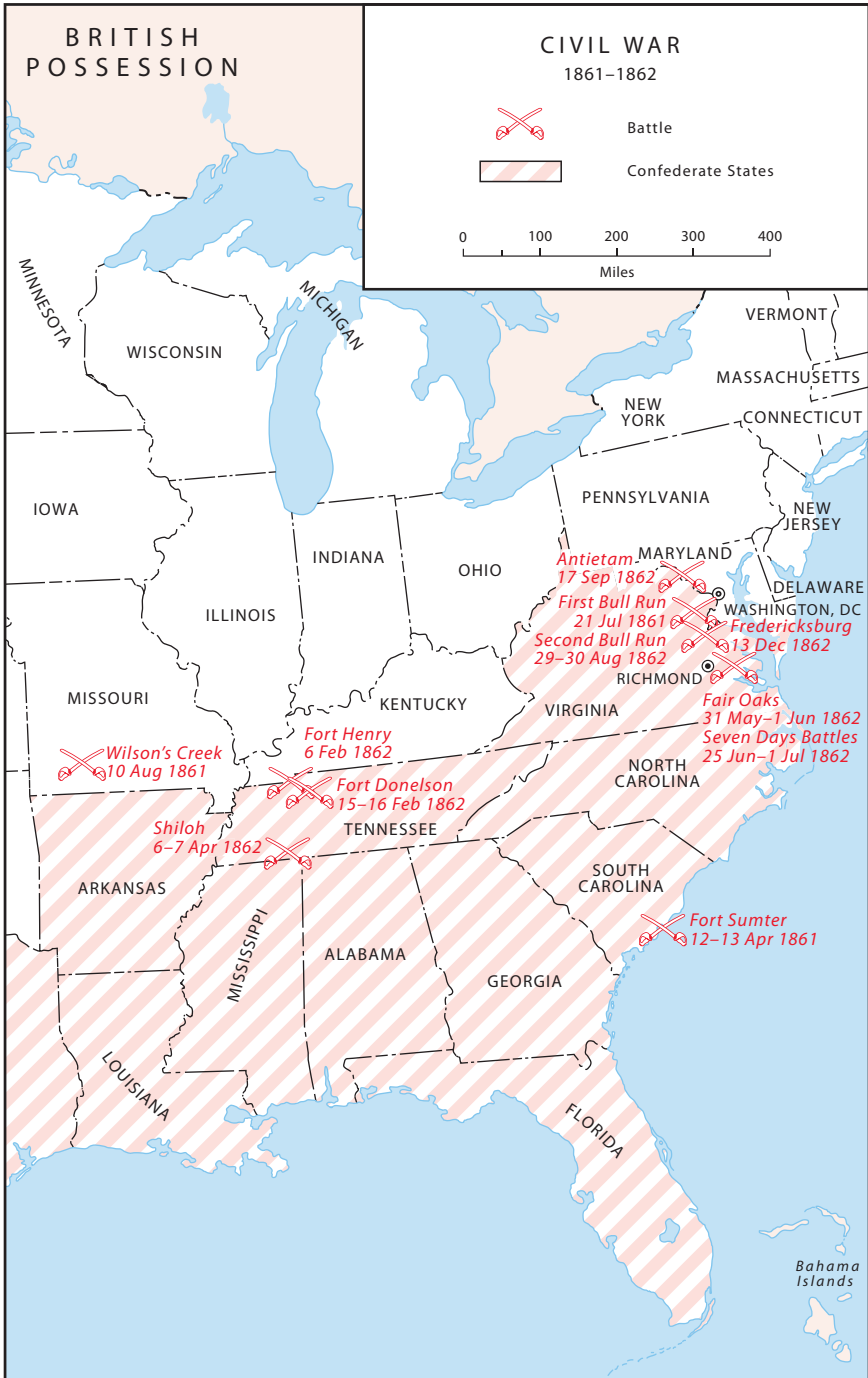 BRITISH
POSSESSION
CIVIL WAR
1861–1862
Battle
Confederate States
0 100 200 300 400
Miles
MINNESOTA
WISCONSIN
MICHIGAN
VERMONT
MASSACHUSETTS
NEW
YORK
CONNECTICUT
IOWA
PENNSYLVANIA
NEW
JERSEY
INDIANA
OHIO
ILLINOIS
MARYLAND
DELAWARE
WASHINGTON, DC
Antietam
17 Sep 1862
First Bull Run
21 Jul 1861
Second Bull Run
29–30 Aug 1862
Fredericksburg
13 Dec 1862
RICHMOND
MISSOURI
KENTUCKY
VIRGINIA
Fair Oaks
31 May–1 Jun 1862
Seven Days Battles
25 Jun–1 Jul 1862
Wilson's Creek
10 Aug 1861
Fort Henry
6 Feb 1862
Fort Donelson
15–16 Feb 1862
NORTH
CAROLINA
Shiloh
6–7 Apr 1862
TENNESSEE
ARKANSAS
SOUTH
CAROLINA
Fort Sumter
12–13 Apr 1861
MISSISSIPPI
ALABAMA
GEORGIA
LOUISIANA
FLORIDA
Bahama
Islands